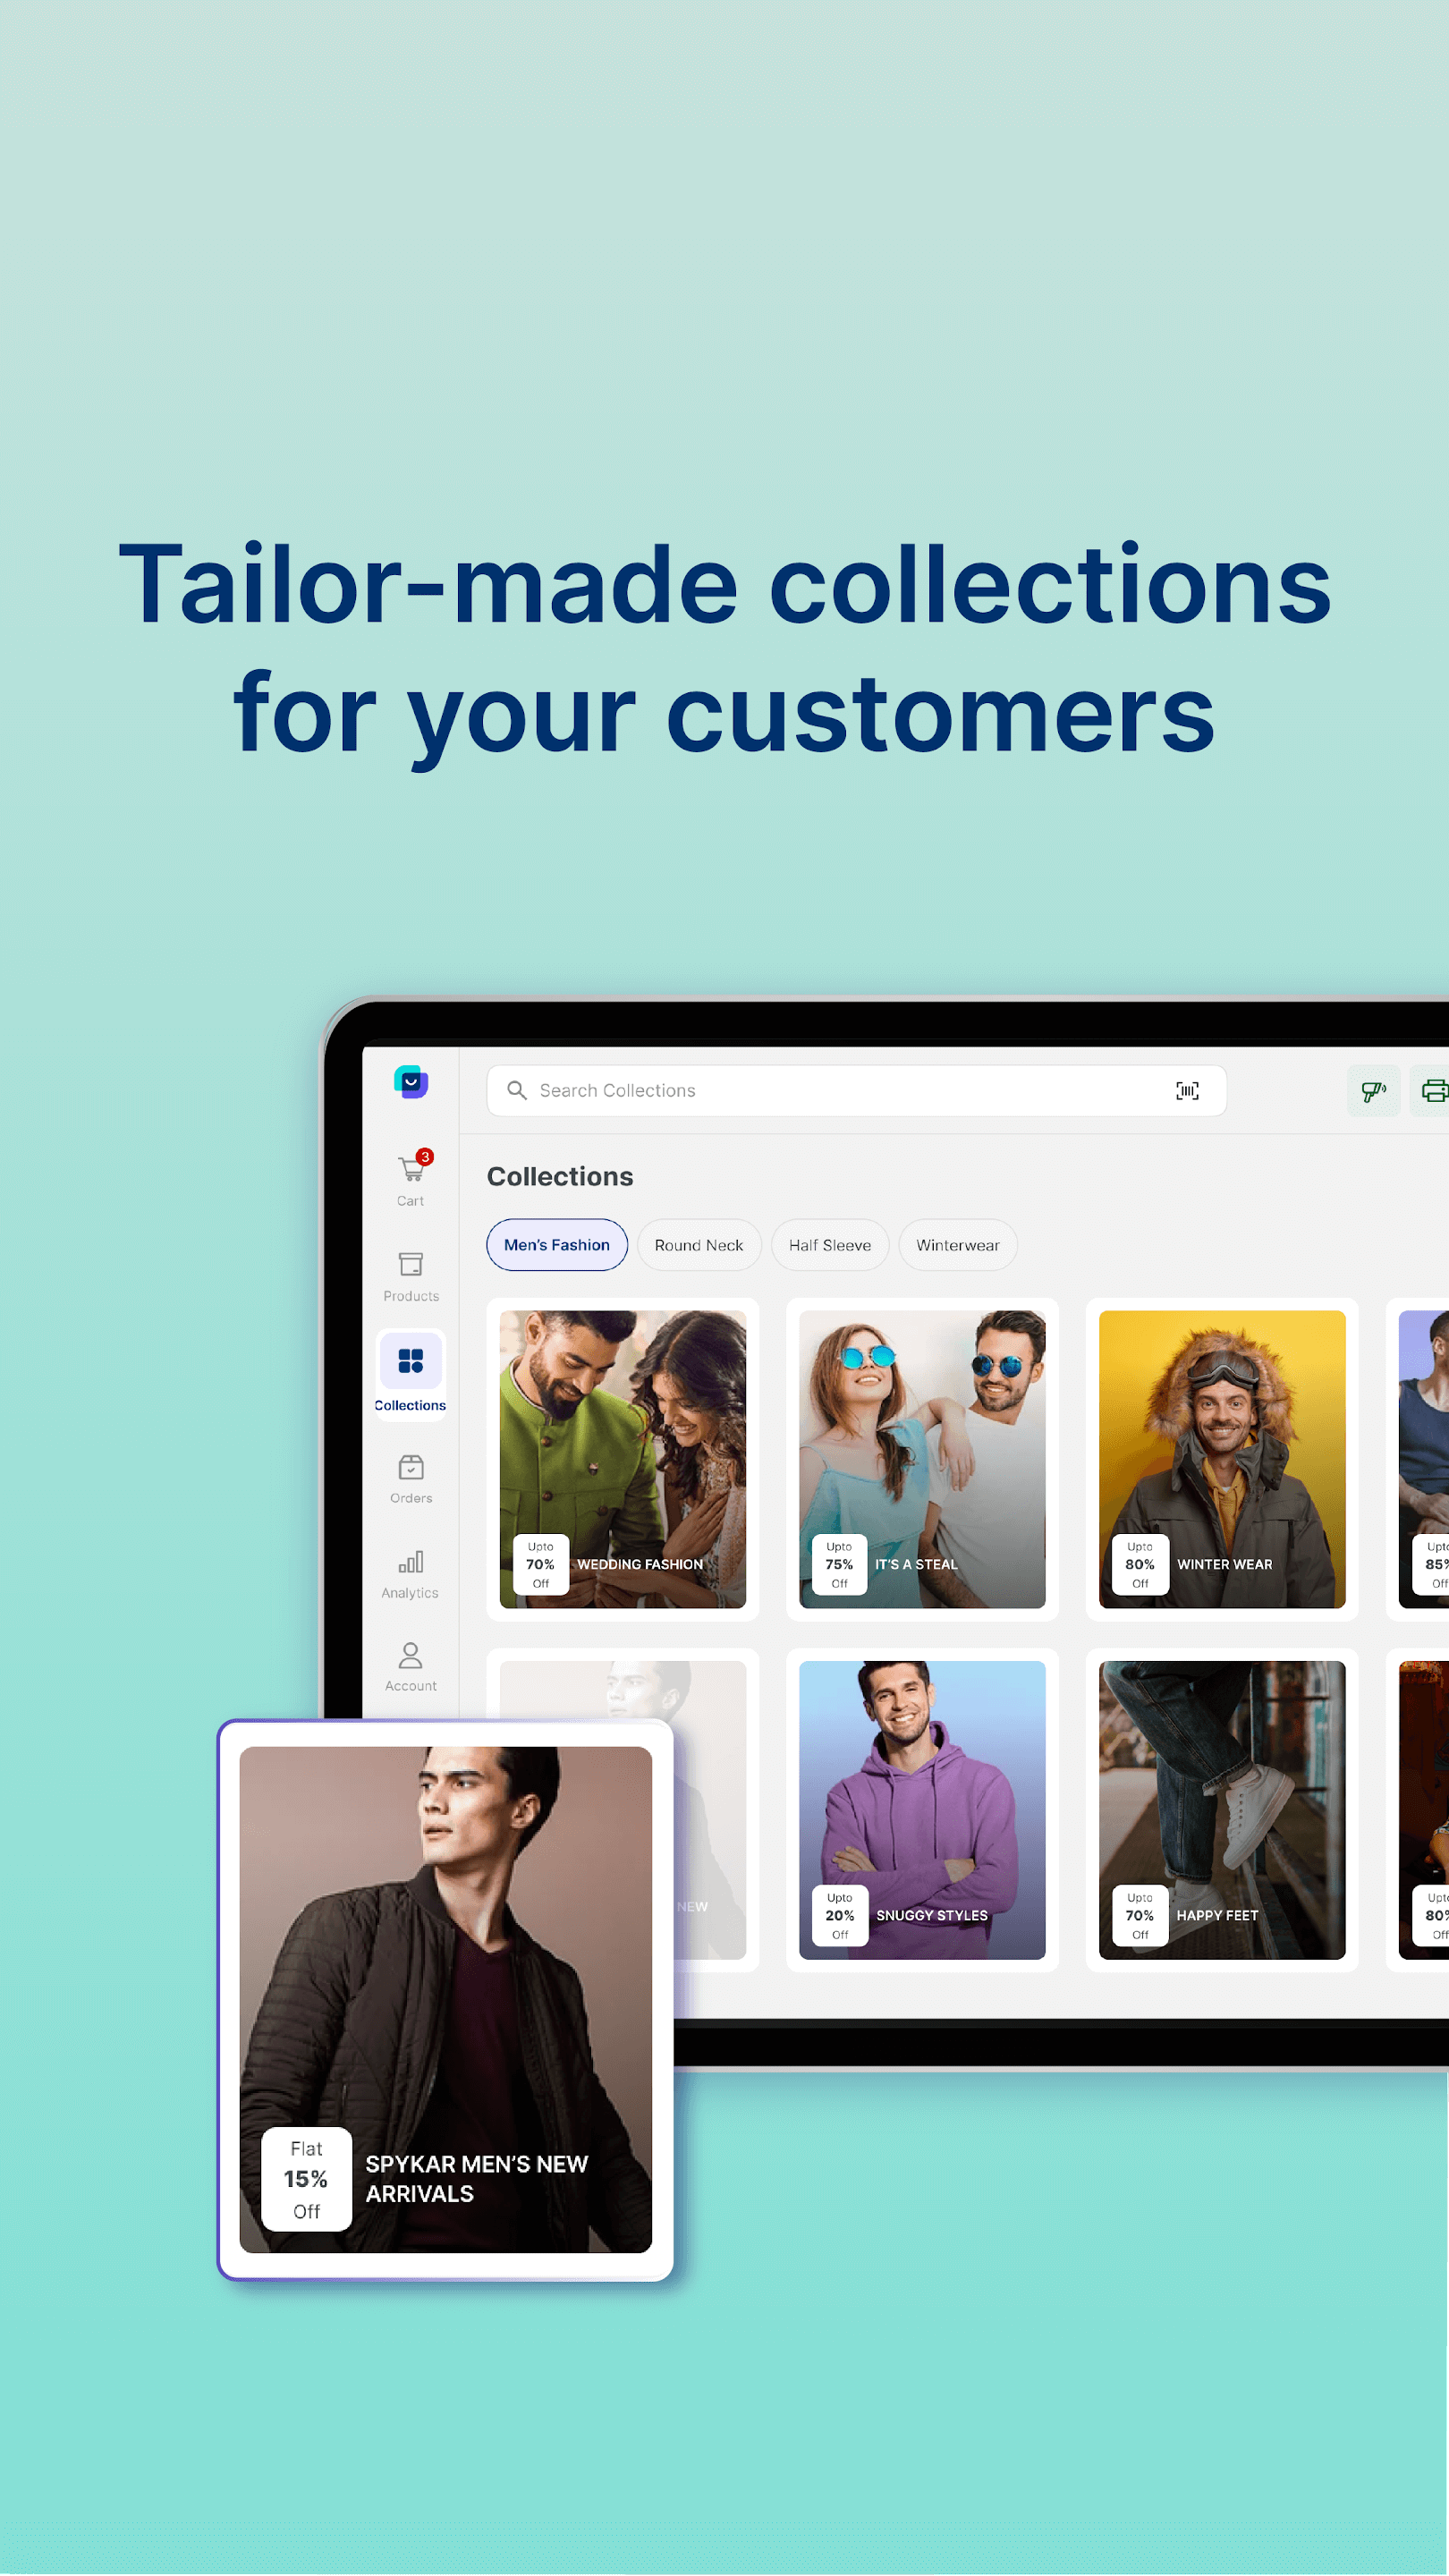 Tailor-made collections
for your customers
Search Collections
3
Cart
Collections
Men's Fashion
Round Neck
Half Sleeve
Winterwear
Products
Collections
Orders
Analytics
Account
Upto
70%
Off
WEDDING FASHION
Upto
75%
Off
IT'S A STEAL
Upto
80%
Off
WINTER WEAR
Upto
85%
Off
NEW
Upto
20%
Off
SNUGGY STYLES
Upto
70%
Off
HAPPY FEET
Upto
80%
Off
Flat
15%
Off
SPYKAR MEN'S NEW
ARRIVALS